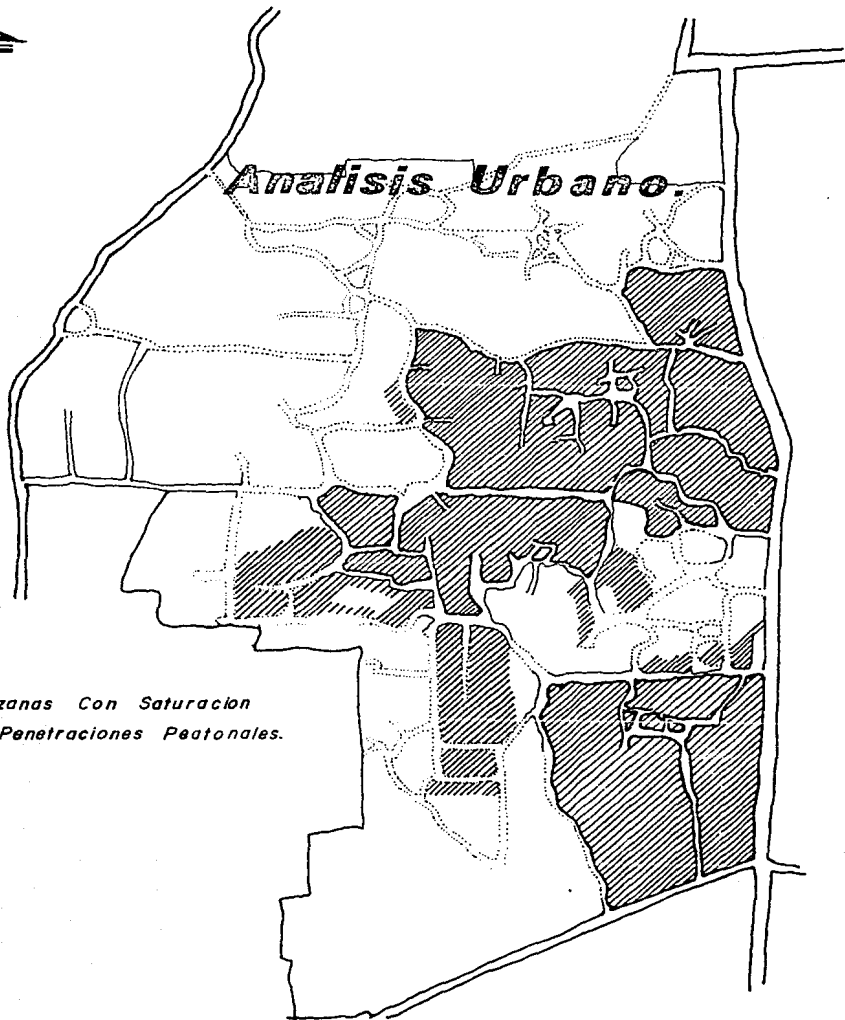 Analisis Urbano.
zanas Con Saturacion
Penetraciones Peatonales.